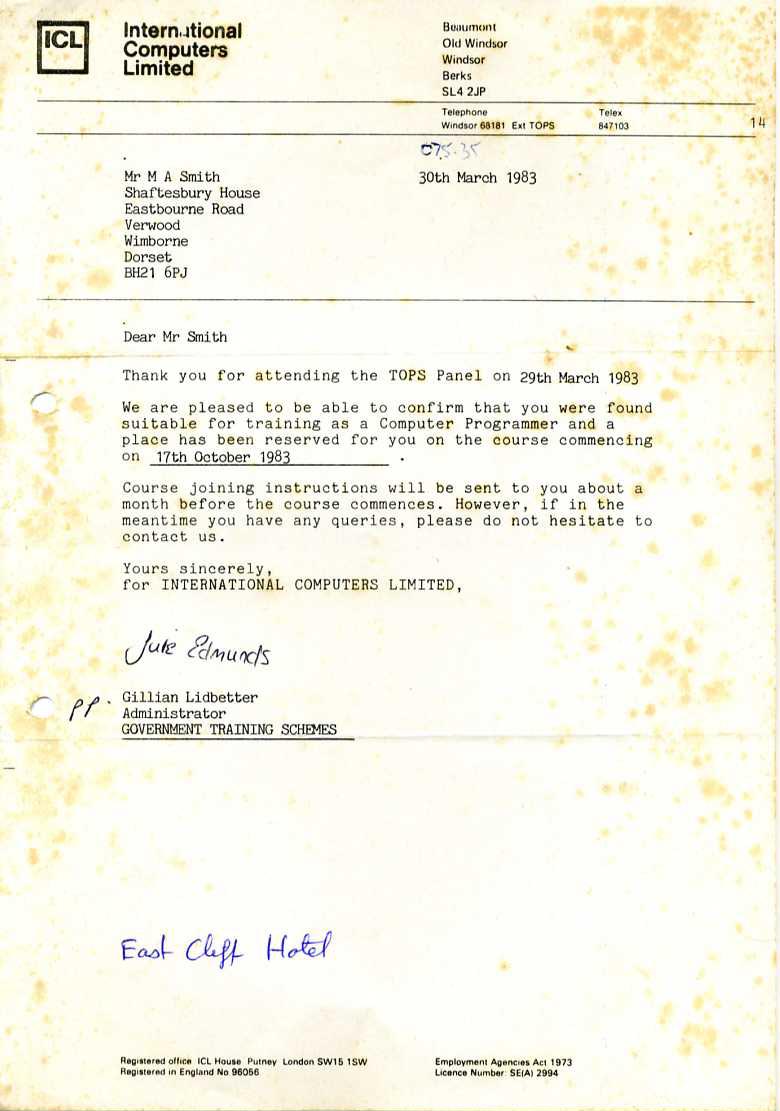 ICL
International
Computers
Limited
Beaumont
Old Windsor
Windsor
Berks
SL4 2JP
Telephone
Windsor 68181 Ext TOPS
Telex
847103
14
075-35
Mr M A Smith
Shaftesbury House
Eastbourne Road
Verwood
Wimborne
Dorset
BH21 6PJ
30th March 1983
Dear Mr Smith
Thank you for attending the TOPS Panel on 29th March 1983
We are pleased to be able to confirm that you were found
suitable for training as a Computer Programmer and a
place has been reserved for you on the course commencing
on 17th October 1983 .
Course joining instructions will be sent to you about a
month before the course commences. However, if in the
meantime you have any queries, please do not hesitate to
contact us.
Yours sincerely,
for INTERNATIONAL COMPUTERS LIMITED,
Edmunds
pp. Gillian Lidbetter
Administrator
GOVERNMENT TRAINING SCHEMES
East Cliff Hotel
Registered office ICL House Putney London SW15 1SW
Registered in England No 96056
Employment Agencies Act 1973
Licence Number SE(A) 2994